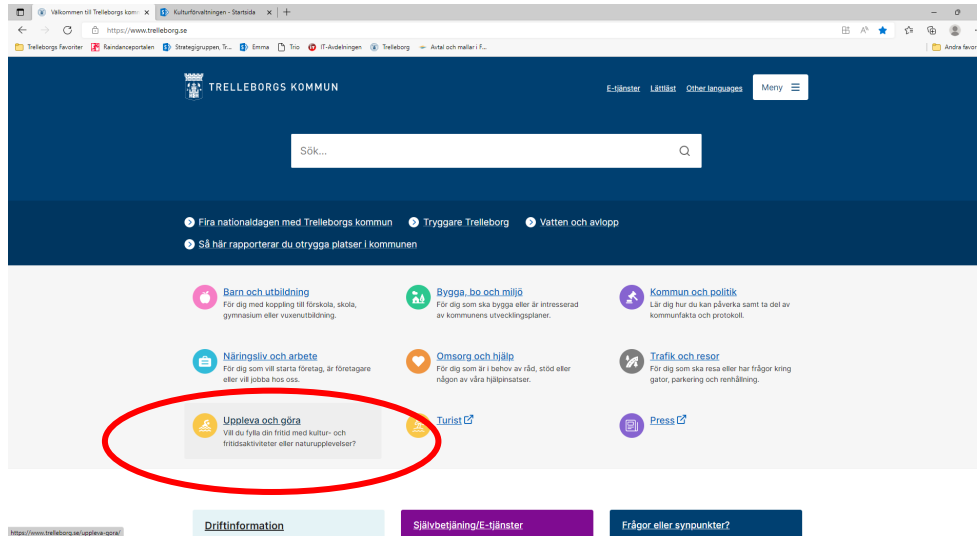 Välkommen till Trelleborgs komm
Kulturförvaltningen - Startsida
https://www.trelleborg.se
Trelleborgs Favoriter
Raindanceportalen
Strategigruppen, Tr...
Emma
Trio
IT-Avdelningen
Trelleborg
Avtal och mallar i F...
Andra favor
TRELLEBORGS KOMMUN
E-tjänster
Lättläst
Other languages
Meny
Sök...
Fira nationaldagen med Trelleborgs kommun
Tryggare Trelleborg
Vatten och avlopp
Så här rapporterar du otrygga platser i kommunen
Barn och utbildning
För dig med koppling till förskola, skola,
gymnasium eller vuxenutbildning.
Bygga, bo och miljö
För dig som ska bygga eller är intresserad
av kommunens utvecklingsplaner.
Kommun och politik
Lär dig hur du kan påverka samt ta del av
kommunfakta och protokoll.
Näringsliv och arbete
För dig som vill starta företag, är företagare
eller vill jobba hos oss.
Omsorg och hjälp
För dig som är i behov av råd, stöd eller
någon av våra hjälpinsatser.
Trafik och resor
För dig som ska resa eller har frågor kring
gator, parkering och renhållning.
Uppleva och göra
Vill du fylla din fritid med kultur- och
fritidsaktiviteter eller naturupplevelser?
Turist
Press
Driftinformation
Självbetjäning/E-tjänster
Frågor eller synpunkter?
https://www.trelleborg.se/uppleva-gora/